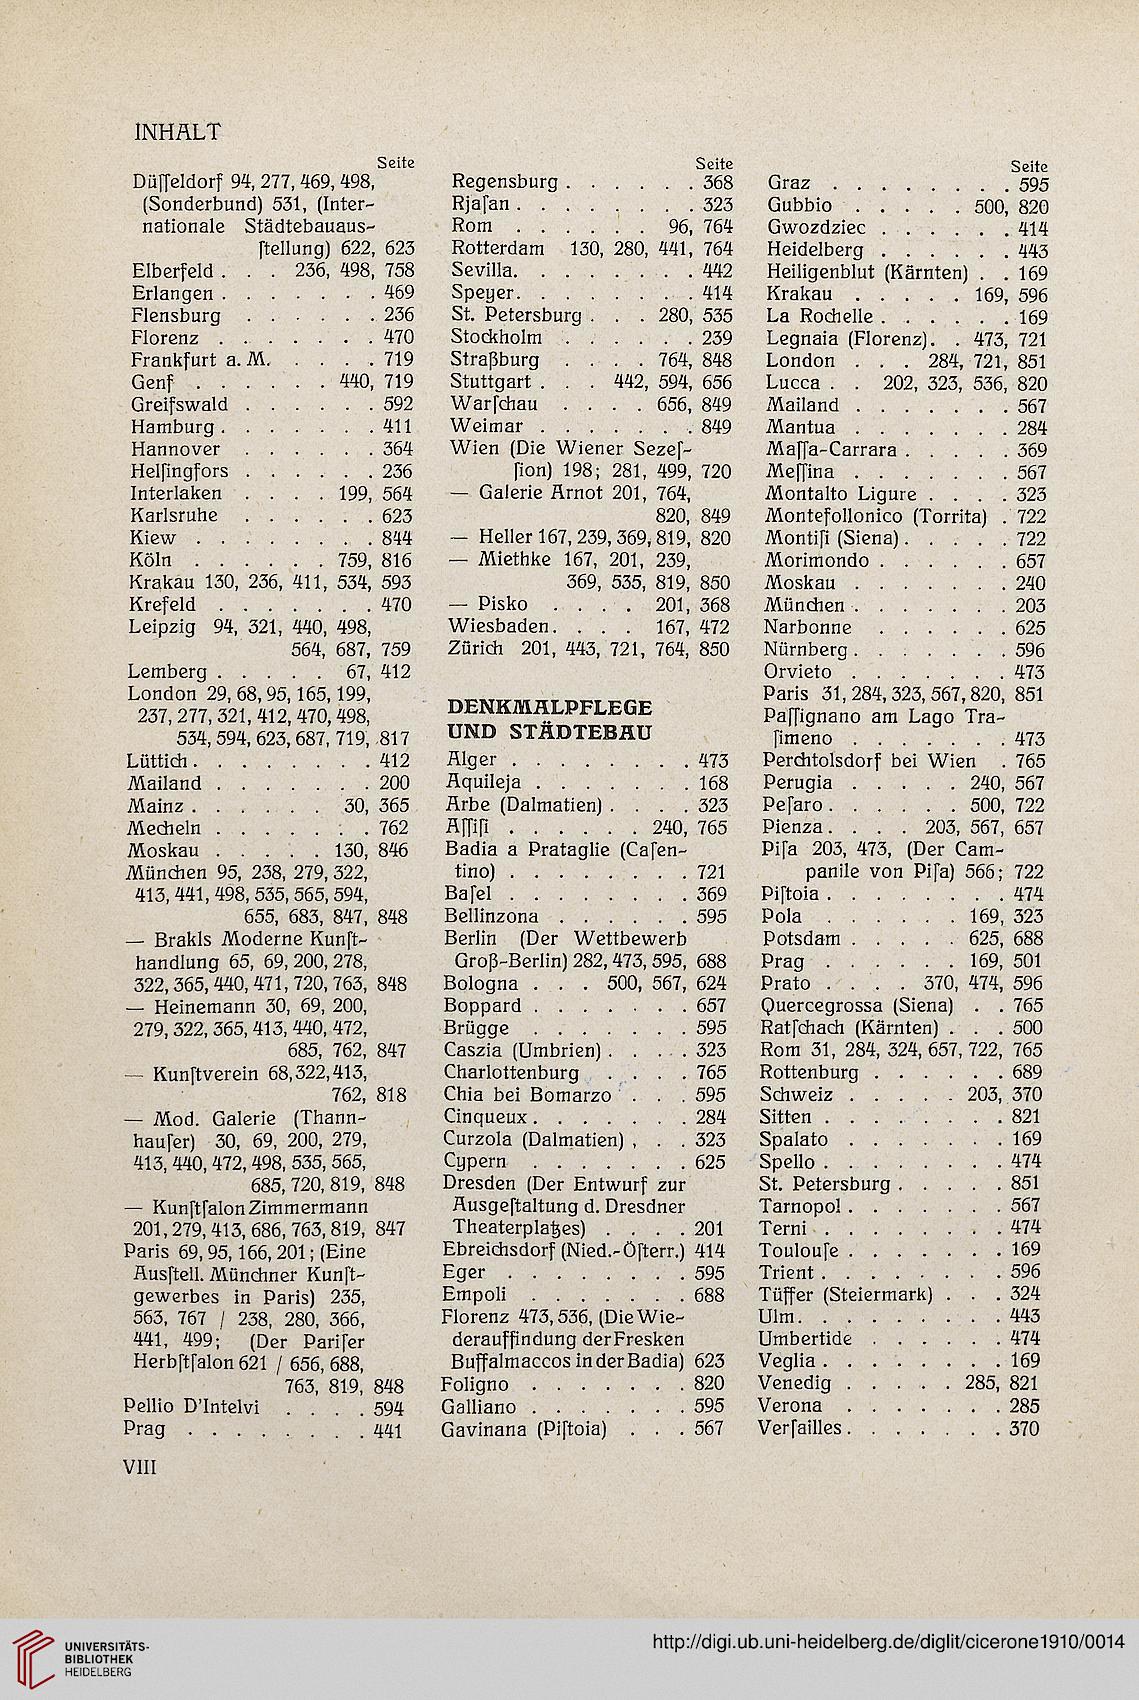 INHALT
Seite
Düſſeldorf 94, 277, 469, 498,
(Sonderbund) 531, (Inter-
nationale Städtebauaus-
ſtellung) 622, 623
Elberfeld . . . 236, 498, 758
Erlangen . . . . . . . 469
Flensburg . . . . . . 236
Florenz . . . . . . . 470
Frankfurt a. M. . . . . 719
Genf . . . . . . 440, 719
Greifswald . . . . . . 592
Hamburg . . . . . . . 411
Hannover . . . . . . 364
Helſingfors . . . . . . 236
Interlaken . . . . 199, 564
Karlsruhe . . . . . . 623
Kiew . . . . . . . . 844
Köln . . . . . . 759, 816
Krakau 130, 236, 411, 534, 593
Krefeld . . . . . . . 470
Leipzig 94, 321, 440, 498,
564, 687, 759
Lemberg . . . . . 67, 412
London 29, 68, 95, 165, 199,
237, 277, 321, 412, 470, 498,
534, 594, 623, 687, 719, 817
Lüttich . . . . . . . . 412
Mailand . . . . . . . 200
Mainz . . . . . . 30, 365
Mecheln . . . . . . . 762
Moskau . . . . . 130, 846
München 95, 238, 279, 322,
413, 441, 498, 535, 565, 594,
655, 683, 847, 848
— Brakls Moderne Kunſt-
handlung 65, 69, 200, 278,
322, 365, 440, 471, 720, 763, 848
— Heinemann 30, 69, 200,
279, 322, 365, 413, 440, 472,
685, 762, 847
— Kunſtverein 68, 322, 413,
762, 818
— Mod. Galerie (Thann-
hauſer) 30, 69, 200, 279,
413, 440, 472, 498, 535, 565,
685, 720, 819, 848
— Kunſtſalon Zimmermann
201, 279, 413, 686, 763, 819, 847
Paris 69, 95, 166, 201; (Eine
Ausſtell. Münchner Kunſt-
gewerbes in Paris) 235,
563, 767 / 238, 280, 366,
441, 499; (Der Pariſer
Herbſtſalon 621 / 656, 688,
763, 819, 848
Pellio D'Intelvi . . . . 594
Prag . . . . . . . . 441
Seite
Regensburg . . . . . . 368
Rjaſan . . . . . . . . 323
Rom . . . . . . 96, 764
Rotterdam 130, 280, 441, 764
Sevilla. . . . . . . . 442
Speyer. . . . . . . . 414
St. Petersburg . . . 280, 535
Stockholm . . . . . . 239
Straßburg . . . . 764, 848
Stuttgart . . . 442, 594, 656
Warſchau . . . . 656, 849
Weimar . . . . . . . 849
Wien (Die Wiener Sezeſ-
ſion) 198; 281, 499, 720
— Galerie Arnot 201, 764,
820, 849
— Heller 167, 239, 369, 819, 820
— Miethke 167, 201, 239,
369, 535, 819, 850
— Pisko . . . . 201, 368
Wiesbaden. . . . 167, 472
Zürich 201, 443, 721, 764, 850
DENKMALPFLEGE
UND STÄDTEBAU
Alger . . . . . . . . 473
Aquileja . . . . . . . 168
Arbe (Dalmatien) . . . . 323
Aſſiſi . . . . . . 240, 765
Badia a Prataglie (Caſen-
tino) . . . . . . . . 721
Baſel . . . . . . . . 369
Bellinzona . . . . . . 595
Berlin (Der Wettbewerb
Groß-Berlin) 282, 473, 595, 688
Bologna . . . 500, 567, 624
Boppard . . . . . . . 657
Brügge . . . . . . . 595
Caszia (Umbrien) . . . . 323
Charlottenburg . . . . 765
Chia bei Bomarzo . . . 595
Cinqueux . . . . . . . 284
Curzola (Dalmatien) , . . 323
Cypern . . . . . . . 625
Dresden (Der Entwurf zur
Ausgeſtaltung d. Dresdner
Theaterplatzes) . . . . 201
Ebreichsdorf (Nied.-Öſterr.) 414
Eger . . . . . . . . 595
Empoli . . . . . . . 688
Florenz 473, 536, (Die Wie-
derauffindung der Fresken
Buffalmaccos in der Badia) 623
Foligno . . . . . . . 820
Galliano . . . . . . . 595
Gavinana (Piſtoia) . . . 567
Seite
Graz . . . . . . . . 595
Gubbio . . . . . 500, 820
Gwozdziec . . . . . . 414
Heidelberg . . . . . . 443
Heiligenblut (Kärnten) . . 169
Krakau . . . . . 169, 596
La Rochelle . . . . . . 169
Legnaia (Florenz). . 473, 721
London . . . 284, 721, 851
Lucca . . 202, 323, 536, 820
Mailand . . . . . . . 567
Mantua . . . . . . . 284
Maſſa-Carrara . . . . . 369
Meſſina . . . . . . . 567
Montalto Ligure . . . . 323
Montefollonico (Torrita) . 722
Montiſi (Siena) . . . . . 722
Morimondo . . . . . . 657
Moskau . . . . . . . 240
München . . . . . . . 203
Narbonne . . . . . . 625
Nürnberg . . . . . . . 596
Orvieto . . . . . . . 473
Paris 31, 284, 323, 567, 820, 851
Paſſignano am Lago Tra-
ſimeno . . . . . . . 473
Perchtolsdorf bei Wien . 765
Perugia . . . . . 240, 567
Peſaro . . . . . . 500, 722
Pienza . . . . 203, 567, 657
Piſa 203, 473, (Der Cam-
panile von Piſa) 566; 722
Piſtoia . . . . . . . . 474
Pola . . . . . . 169, 323
Potsdam . . . . . 625, 688
Prag . . . . . . 169, 501
Prato . . . . 370, 474, 596
Quercegrossa (Siena) . . 765
Ratſchach (Kärnten) . . . 500
Rom 31, 284, 324, 657, 722, 765
Rottenburg . . . . . . 689
Schweiz . . . . . 203, 370
Sitten . . . . . . . . 821
Spalato . . . . . . . 169
Spello . . . . . . . . 474
St. Petersburg . . . . . 851
Tarnopol . . . . . . . 567
Terni . . . . . . . . 474
Toulouſe . . . . . . . 169
Trient . . . . . . . . 596
Tüffer (Steiermark) . . . 324
Ulm. . . . . . . . . 443
Umbertide . . . . . . 474
Veglia . . . . . . . . 169
Venedig . . . . . 285, 821
Verona . . . . . . . 285
Verſailles . . . . . . . 370
VIII
UNIVERSITÄTS-
BIBLIOTHEK
HEIDELBERG
http://digi.ub.uni-heidelberg.de/diglit/cicerone1910/0014